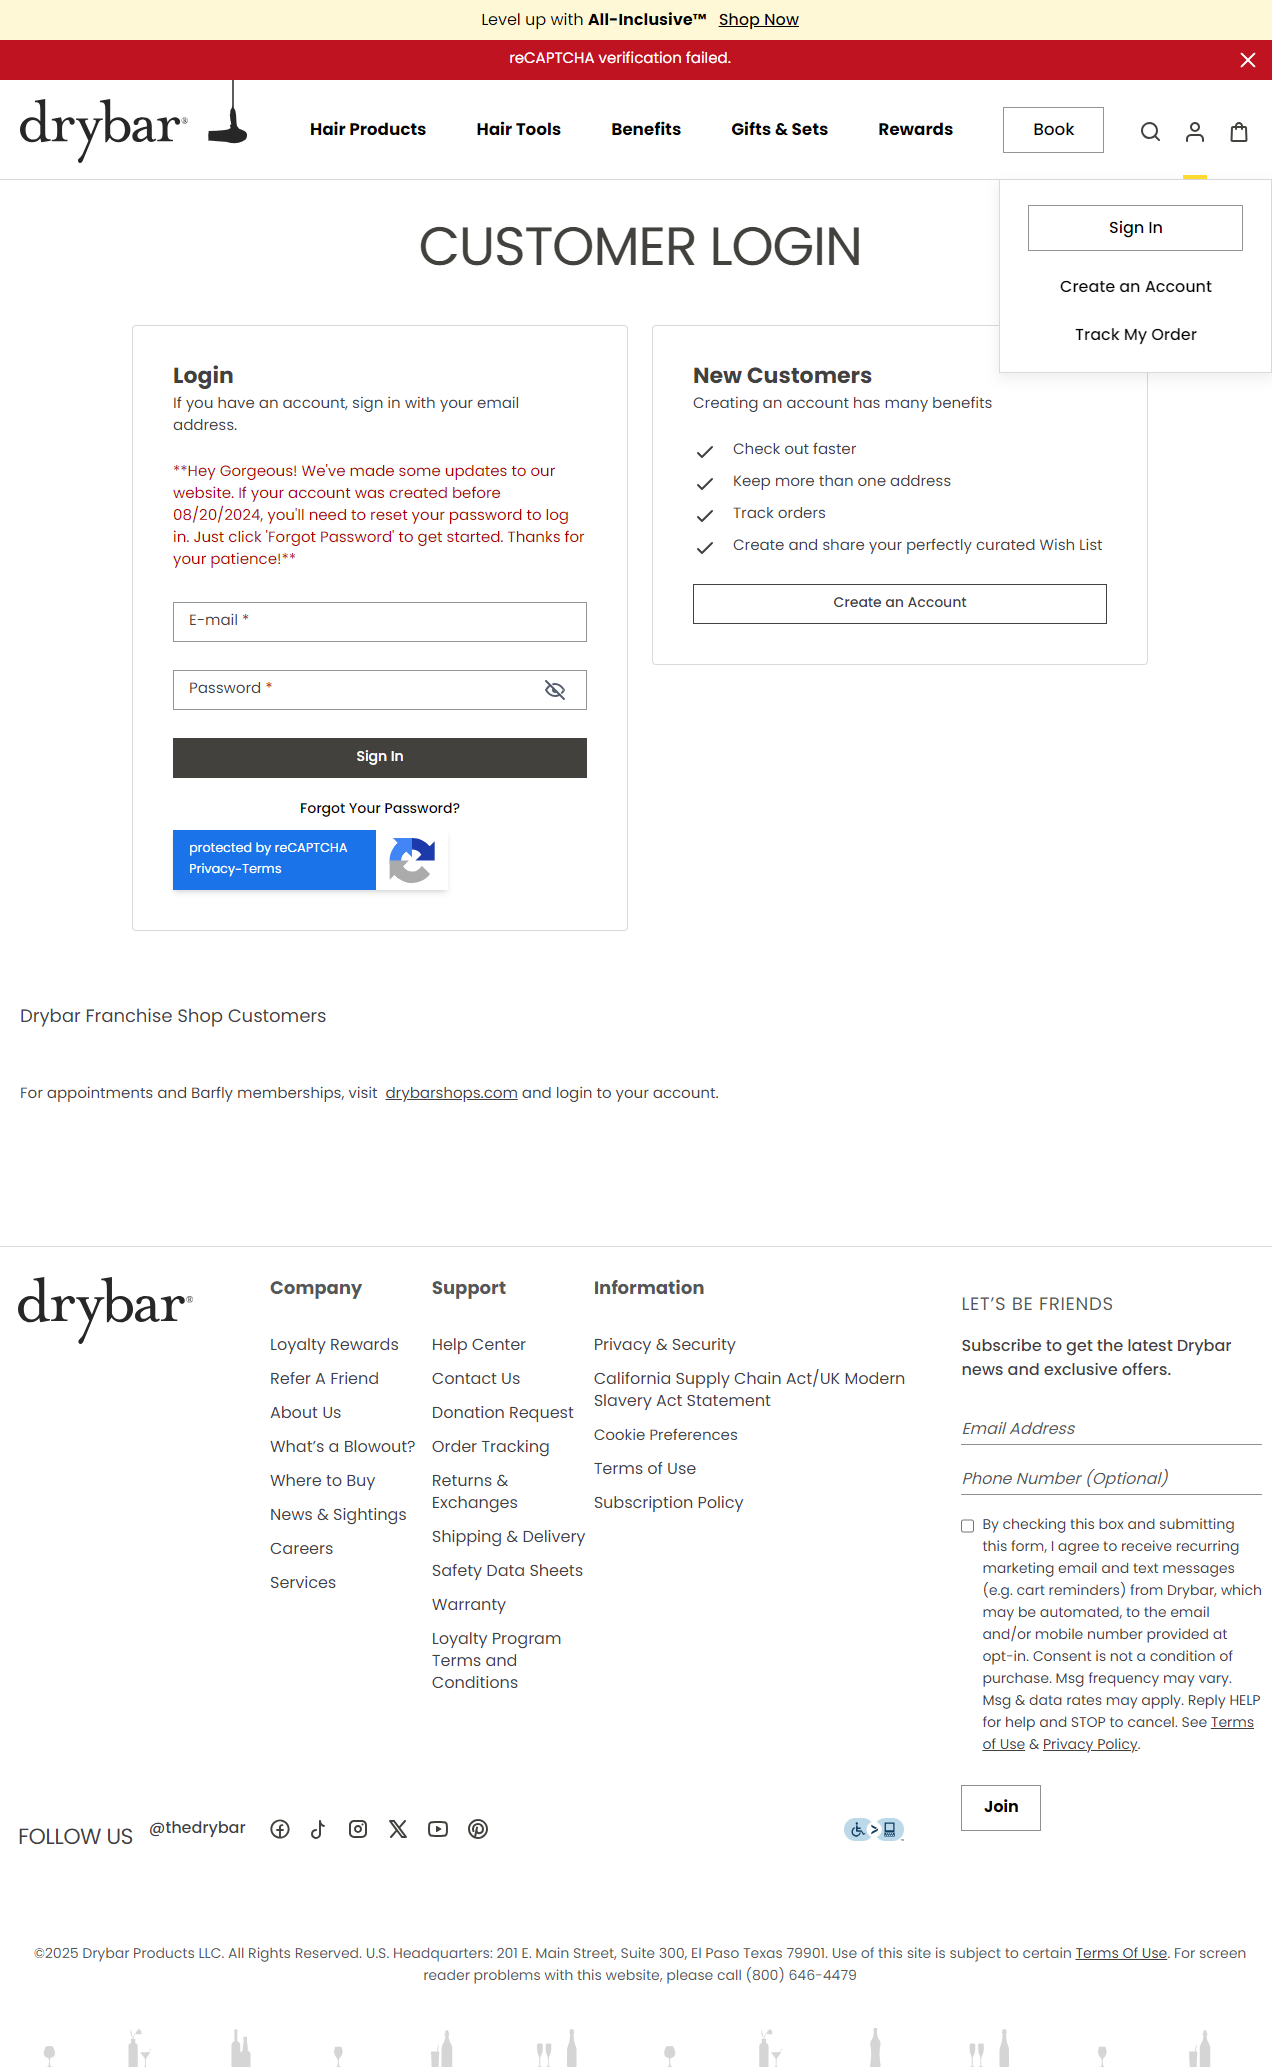 Level up with All-Inclusive™ Shop Now
reCAPTCHA verification failed.
drybar®
Hair Products
Hair Tools
Benefits
Gifts & Sets
Rewards
Book
Sign In
Create an Account
Track My Order
CUSTOMER LOGIN
Login
If you have an account, sign in with your email
address.
**Hey Gorgeous! We've made some updates to our
website. If your account was created before
08/20/2024, you'll need to reset your password to log
in. Just click 'Forgot Password' to get started. Thanks for
your patience!**
E-mail *
Password *
Sign In
Forgot Your Password?
protected by reCAPTCHA
Privacy-Terms
New Customers
Creating an account has many benefits
Check out faster
Keep more than one address
Track orders
Create and share your perfectly curated Wish List
Create an Account
Drybar Franchise Shop Customers
For appointments and Barfly memberships, visit drybarshops.com and login to your account.
drybar®
Company
Loyalty Rewards
Refer A Friend
About Us
What's a Blowout?
Where to Buy
News & Sightings
Careers
Services
Support
Help Center
Contact Us
Donation Request
Order Tracking
Returns &
Exchanges
Shipping & Delivery
Safety Data Sheets
Warranty
Loyalty Program
Terms and
Conditions
Information
Privacy & Security
California Supply Chain Act/UK Modern
Slavery Act Statement
Cookie Preferences
Terms of Use
Subscription Policy
LET'S BE FRIENDS
Subscribe to get the latest Drybar
news and exclusive offers.
Email Address
Phone Number (Optional)
By checking this box and submitting
this form, I agree to receive recurring
marketing email and text messages
(e.g. cart reminders) from Drybar, which
may be automated, to the email
and/or mobile number provided at
opt-in. Consent is not a condition of
purchase. Msg frequency may vary.
Msg & data rates may apply. Reply HELP
for help and STOP to cancel. See Terms
of Use & Privacy Policy.
Join
FOLLOW US
@thedrybar
©2025 Drybar Products LLC. All Rights Reserved. U.S. Headquarters: 201 E. Main Street, Suite 300, El Paso Texas 79901. Use of this site is subject to certain Terms Of Use. For screen
reader problems with this website, please call (800) 646-4479